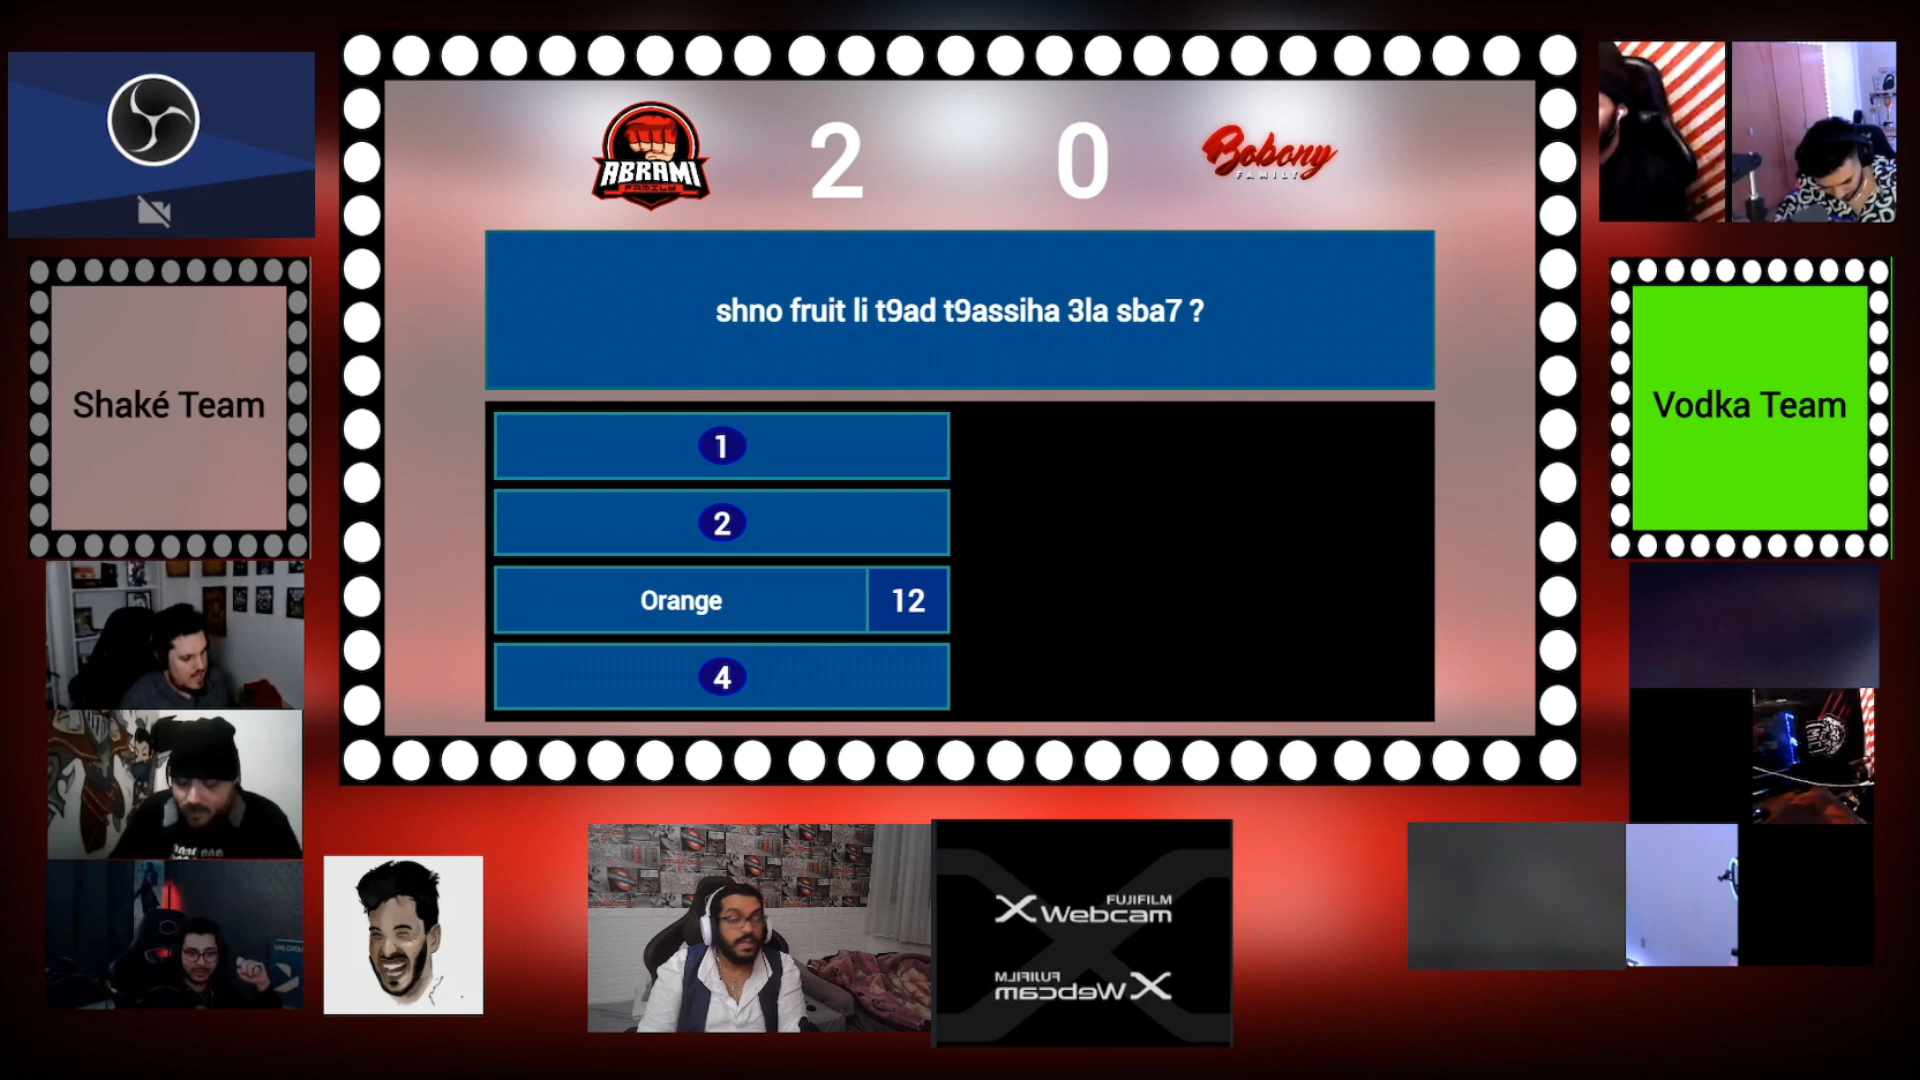 ABRAMI
FAMILY
2
0
Bobony
FAMILY
shno fruit li t9ad t9assiha 3la sba7 ?
Shaké Team
Vodka Team
1
2
Orange
12
4
FUJIFILM
X Webcam
FUJIFILM
X Webcam